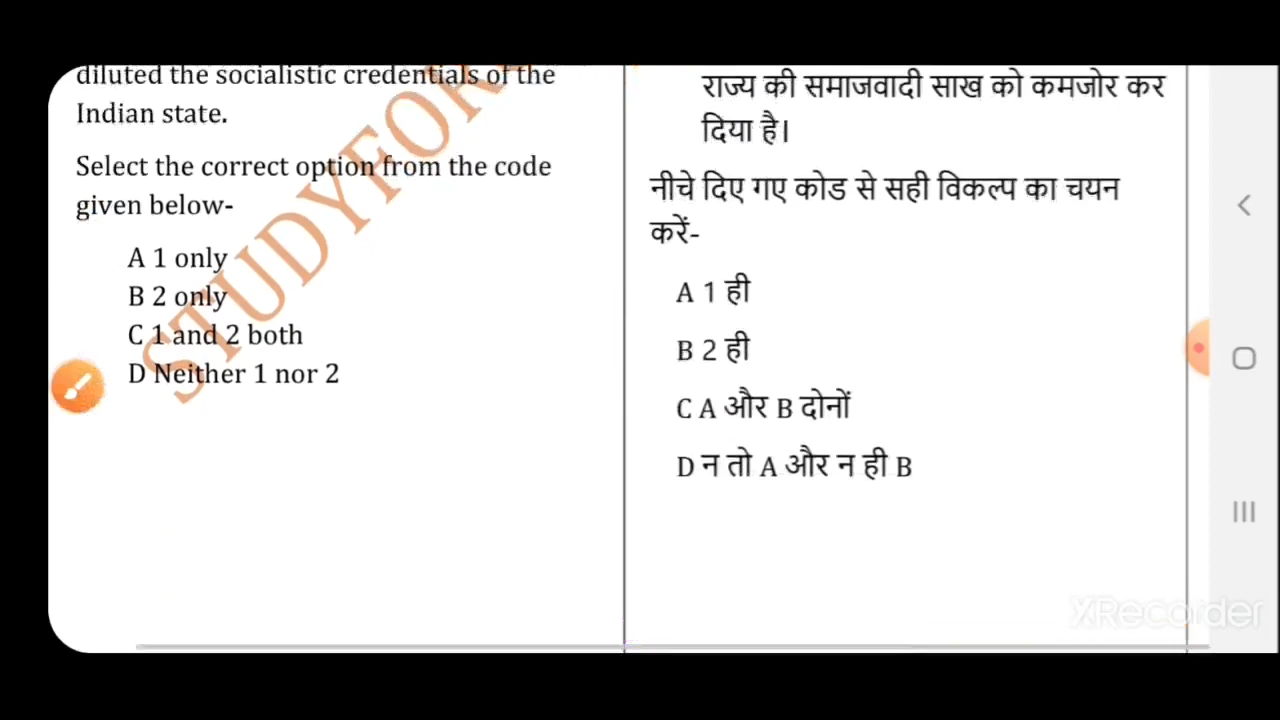 diluted the socialistic credentials of the
Indian state.
Select the correct option from the code
given below-
A 1 only
B 2 only
C 1 and 2 both
D Neither 1 nor 2
राज्य की समाजवादी साख को कमजोर कर
दिया है।
नीचे दिए गए कोड से सही विकल्प का चयन
करें-
A 1 ही
B 2 ही
C A और B दोनों
D न तो A और न ही B
STUDYFOR
XRecorder